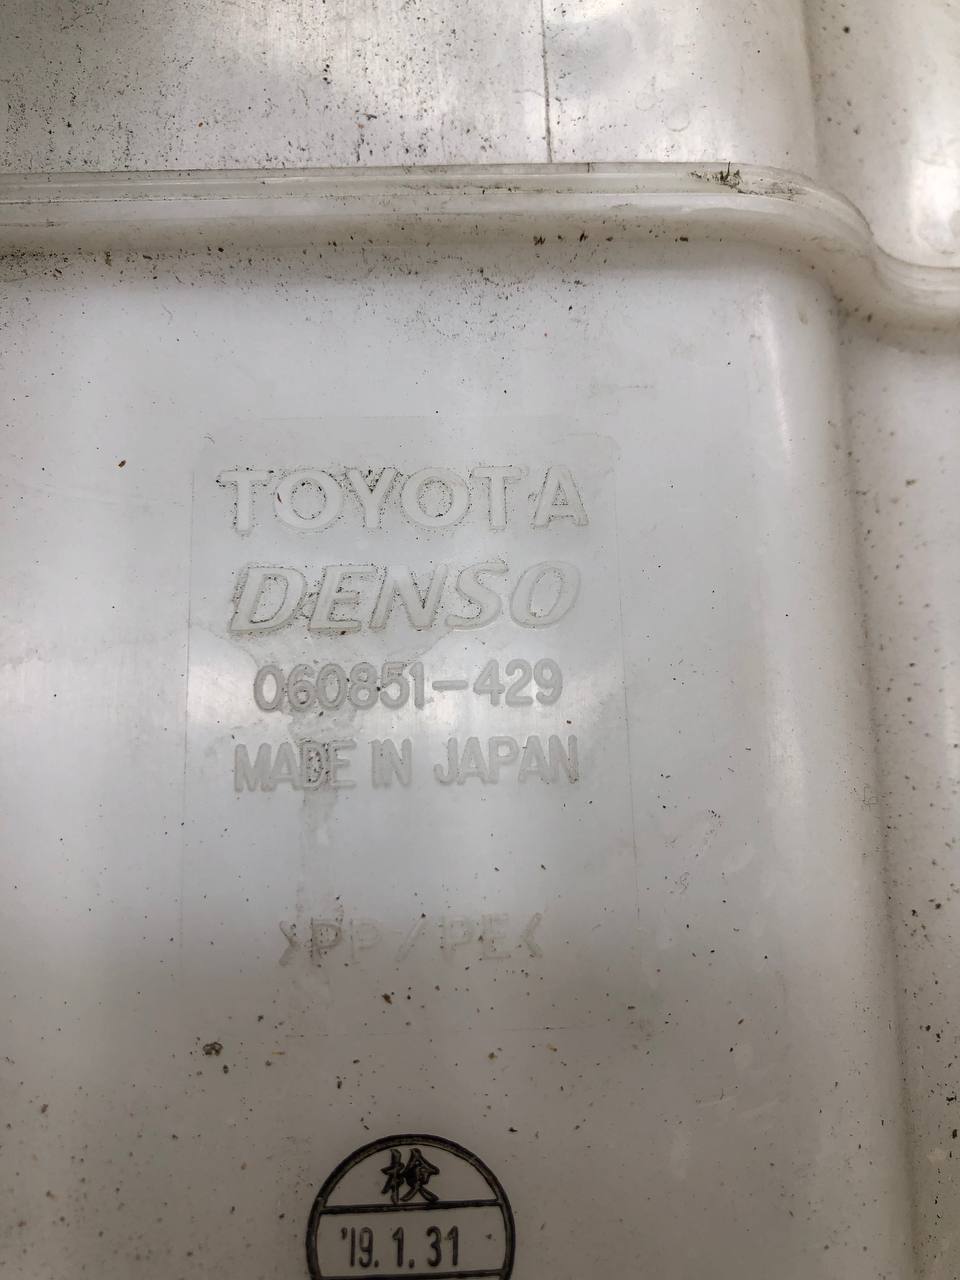 TOYOTA
DENSO
060851-429
MADE IN JAPAN
>PP/PE<
検
'19.1.31